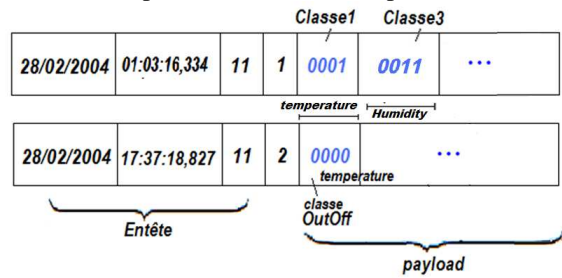 Classe1 Classe3
28/02/2004 01:03:16,334 11 1 0001 0011 ...
temperature Humidity
28/02/2004 17:37:18,827 11 2 0000 ...
temperature
classe
OutOff
Entête
payload